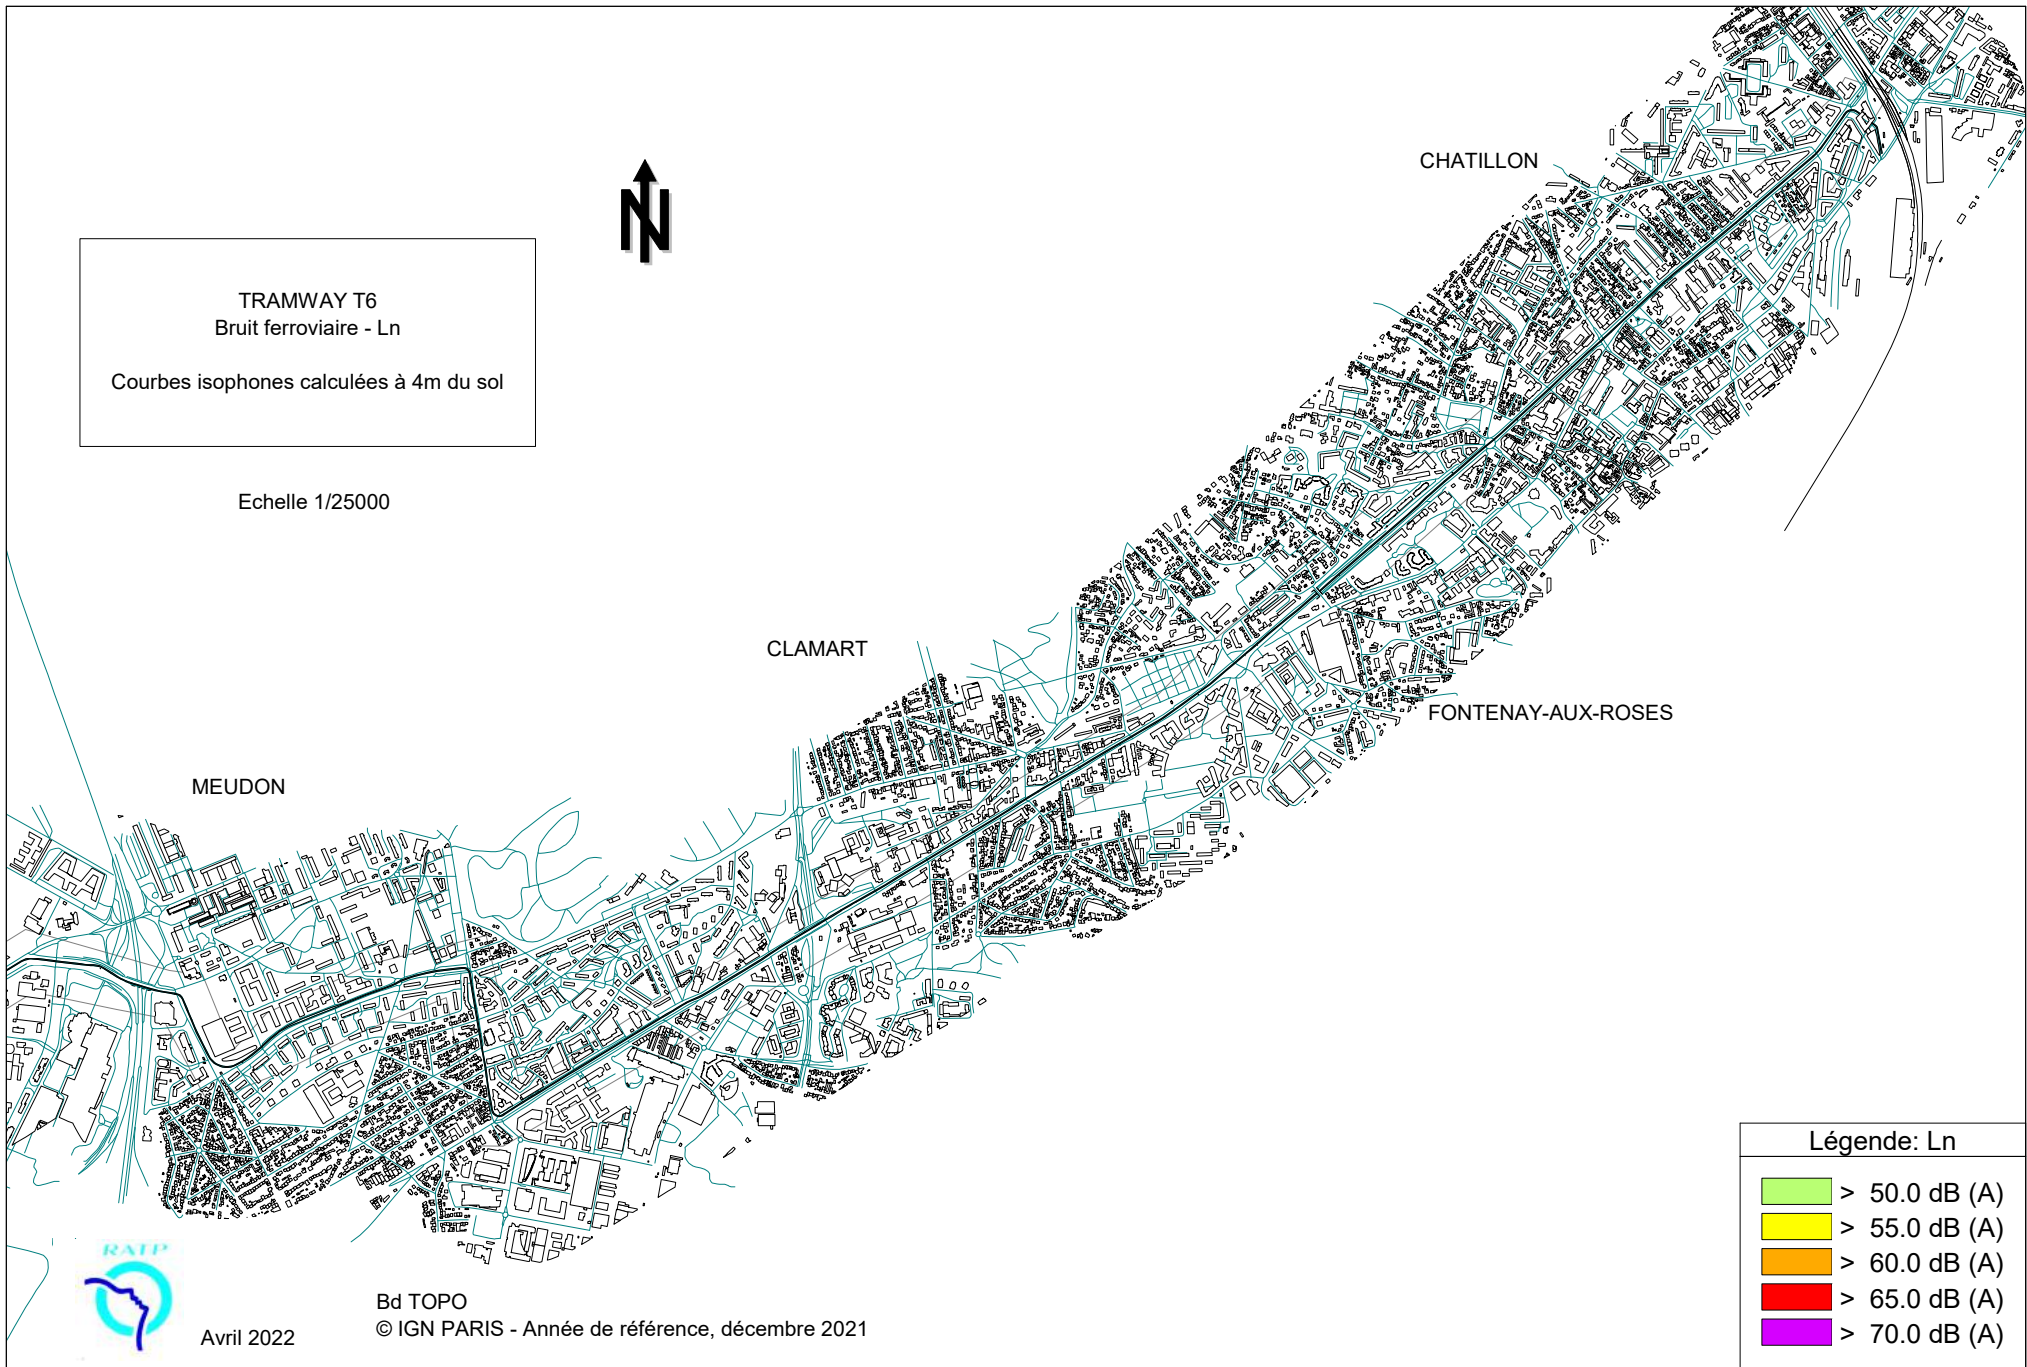 CHATILLON
TRAMWAY T6
Bruit ferroviaire - Ln
Courbes isophones calculées à 4m du sol
Echelle 1/25000
N
CLAMART
FONTENAY-AUX-ROSES
MEUDON
Légende: Ln
> 50.0 dB (A)
> 55.0 dB (A)
> 60.0 dB (A)
> 65.0 dB (A)
> 70.0 dB (A)
RATP
Avril 2022
Bd TOPO
© IGN PARIS - Année de référence, décembre 2021